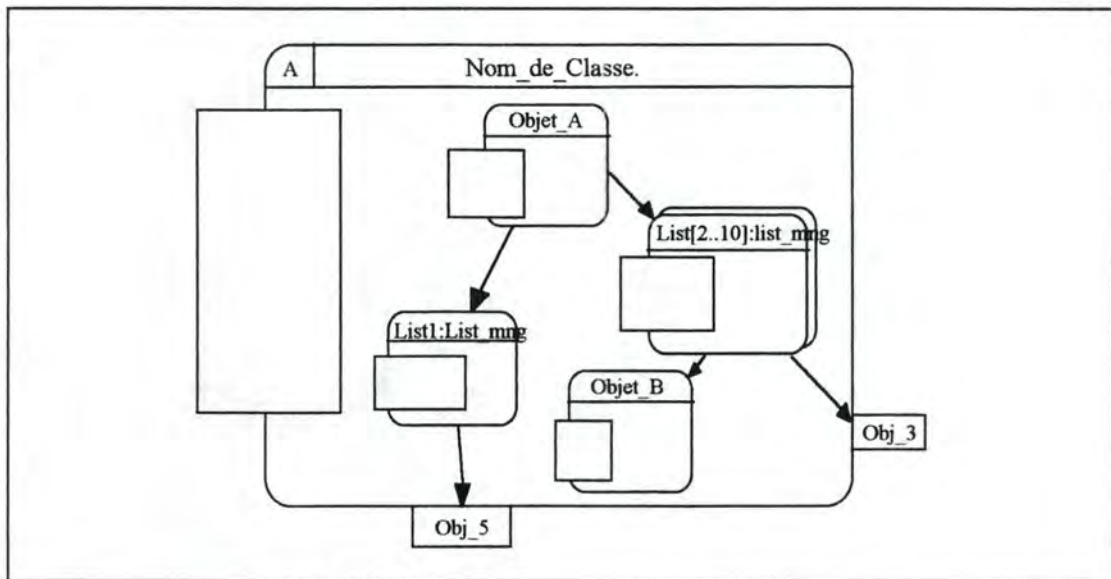 A
Nom_de_Classe.
Objet_A
List[2..10]:list_mng
List1:List_mng
Objet_B
Obj_3
Obj_5